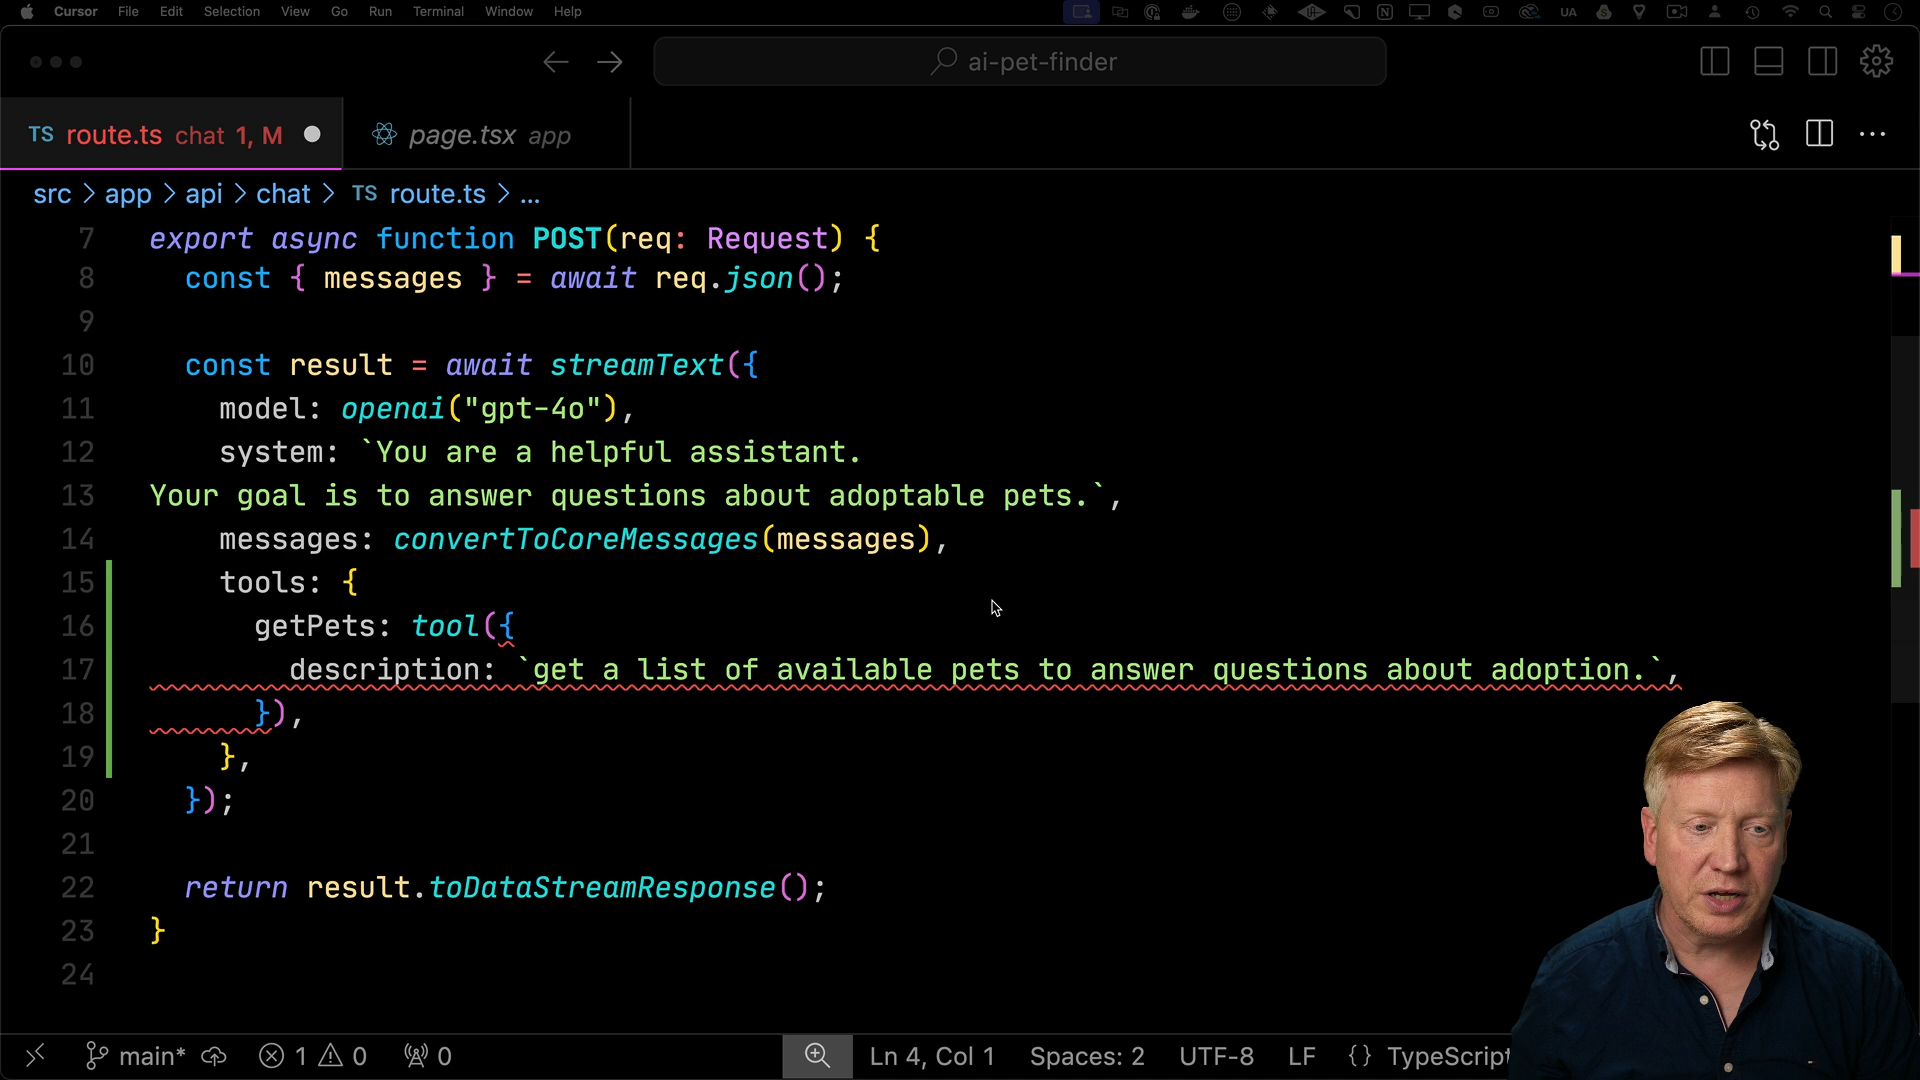 Cursor File Edit Selection View Go Run Terminal Window Help UA
ai-pet-finder
TS route.ts chat 1, M page.tsx app
src > app > api > chat > TS route.ts > ...
7 export async function POST(req: Request) {
8 const { messages } = await req.json();
9
10 const result = await streamText({
11 model: openai("gpt-4o"),
12 system: `You are a helpful assistant.
13 Your goal is to answer questions about adoptable pets.`,
14 messages: convertToCoreMessages(messages),
15 tools: {
16 getPets: tool({
17 description: `get a list of available pets to answer questions about adoption.`,
18 }),
19 },
20 });
21
22 return result.toDataStreamResponse();
23 }
24
main* 1 0 0 Ln 4, Col 1 Spaces: 2 UTF-8 LF {} TypeScript